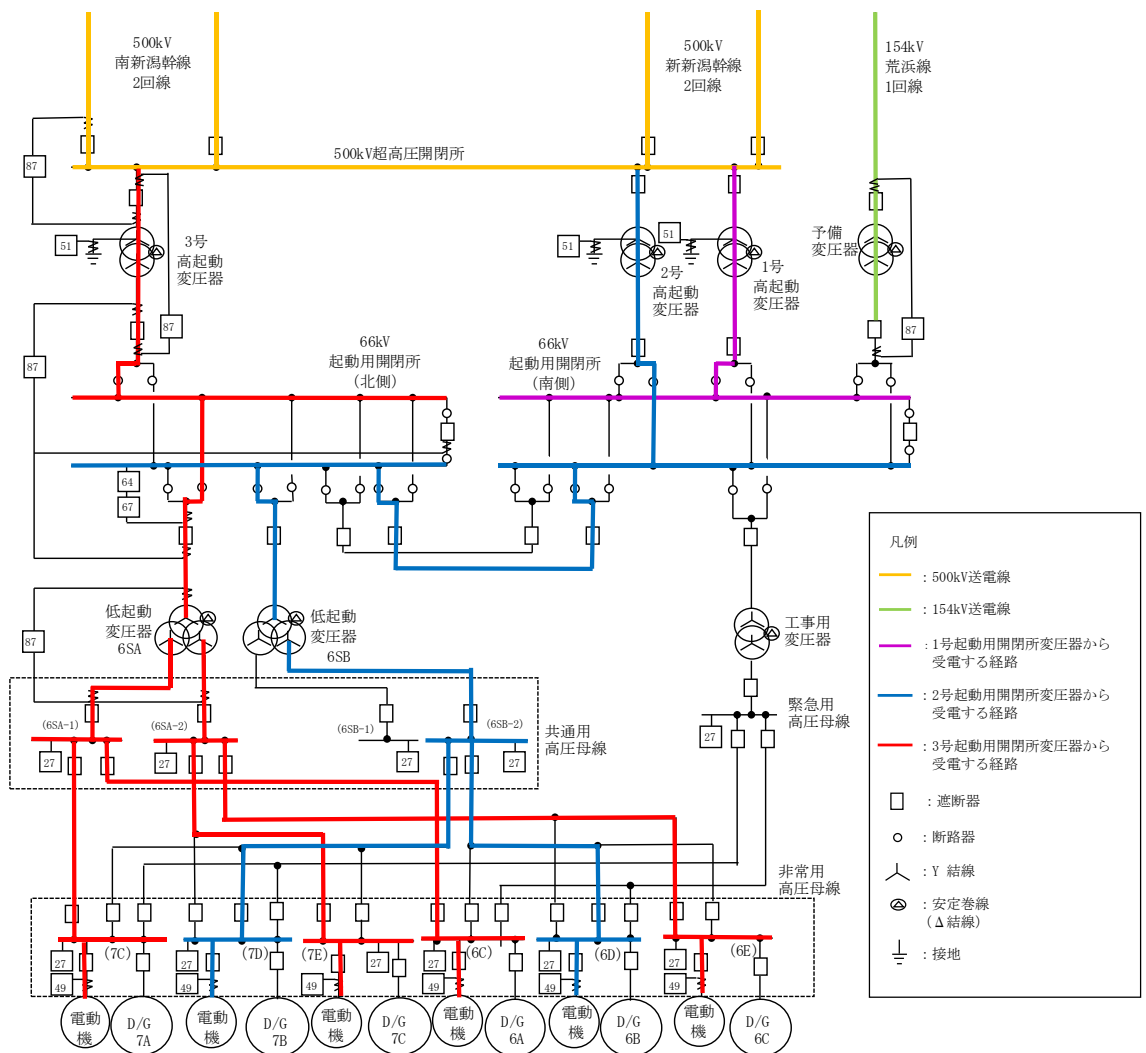 500kV
南新潟幹線
2回線
500kV
新新潟幹線
2回線
154kV
荒浜線
1回線
87
500kV超高圧開閉所
51
3号
高起動
変圧器
87
51
2号
高起動
変圧器
51
1号
高起動
変圧器
予備
変圧器
87
87
66kV
起動用開閉所
(北側)
66kV
起動用開閉所
(南側)
64
67
87
低起動
変圧器
6SA
低起動
変圧器
6SB
工事用
変圧器
(6SA-1)
(6SA-2)
(6SB-1)
(6SB-2)
27
27
27
27
共通用
高圧母線
緊急用
高圧母線
27
非常用
高圧母線
(7C)
(7D)
(7E)
(6C)
(6D)
(6E)
27
27
27
27
27
27
49
49
49
49
49
49
電動
機
D/G
7A
電動
機
D/G
7B
電動
機
D/G
7C
電動
機
D/G
6A
電動
機
D/G
6B
電動
機
D/G
6C
凡例
：500kV送電線
：154kV送電線
：1号起動用開閉所変圧器から
受電する経路
：2号起動用開閉所変圧器から
受電する経路
：3号起動用開閉所変圧器から
受電する経路
：遮断器
：断路器
：Y 結線
：安定巻線
(Δ結線)
：接地